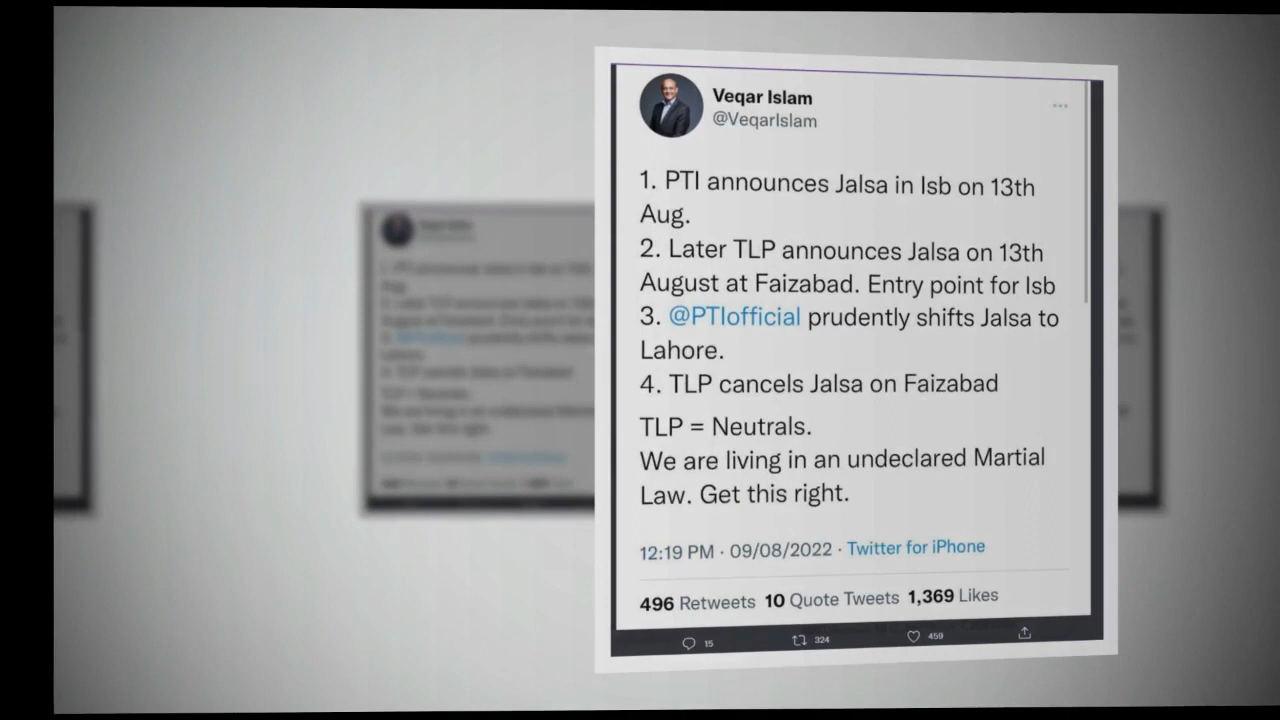 Veqar Islam
@VeqarIslam
1. PTI announces Jalsa in Isb on 13th
Aug.
2. Later TLP announces Jalsa on 13th
August at Faizabad. Entry point for Isb
3. @PTIofficial prudently shifts Jalsa to
Lahore.
4. TLP cancels Jalsa on Faizabad
TLP = Neutrals.
We are living in an undeclared Martial
Law. Get this right.
12:19 PM · 09/08/2022 · Twitter for iPhone
496 Retweets 10 Quote Tweets 1,369 Likes
15 324 459